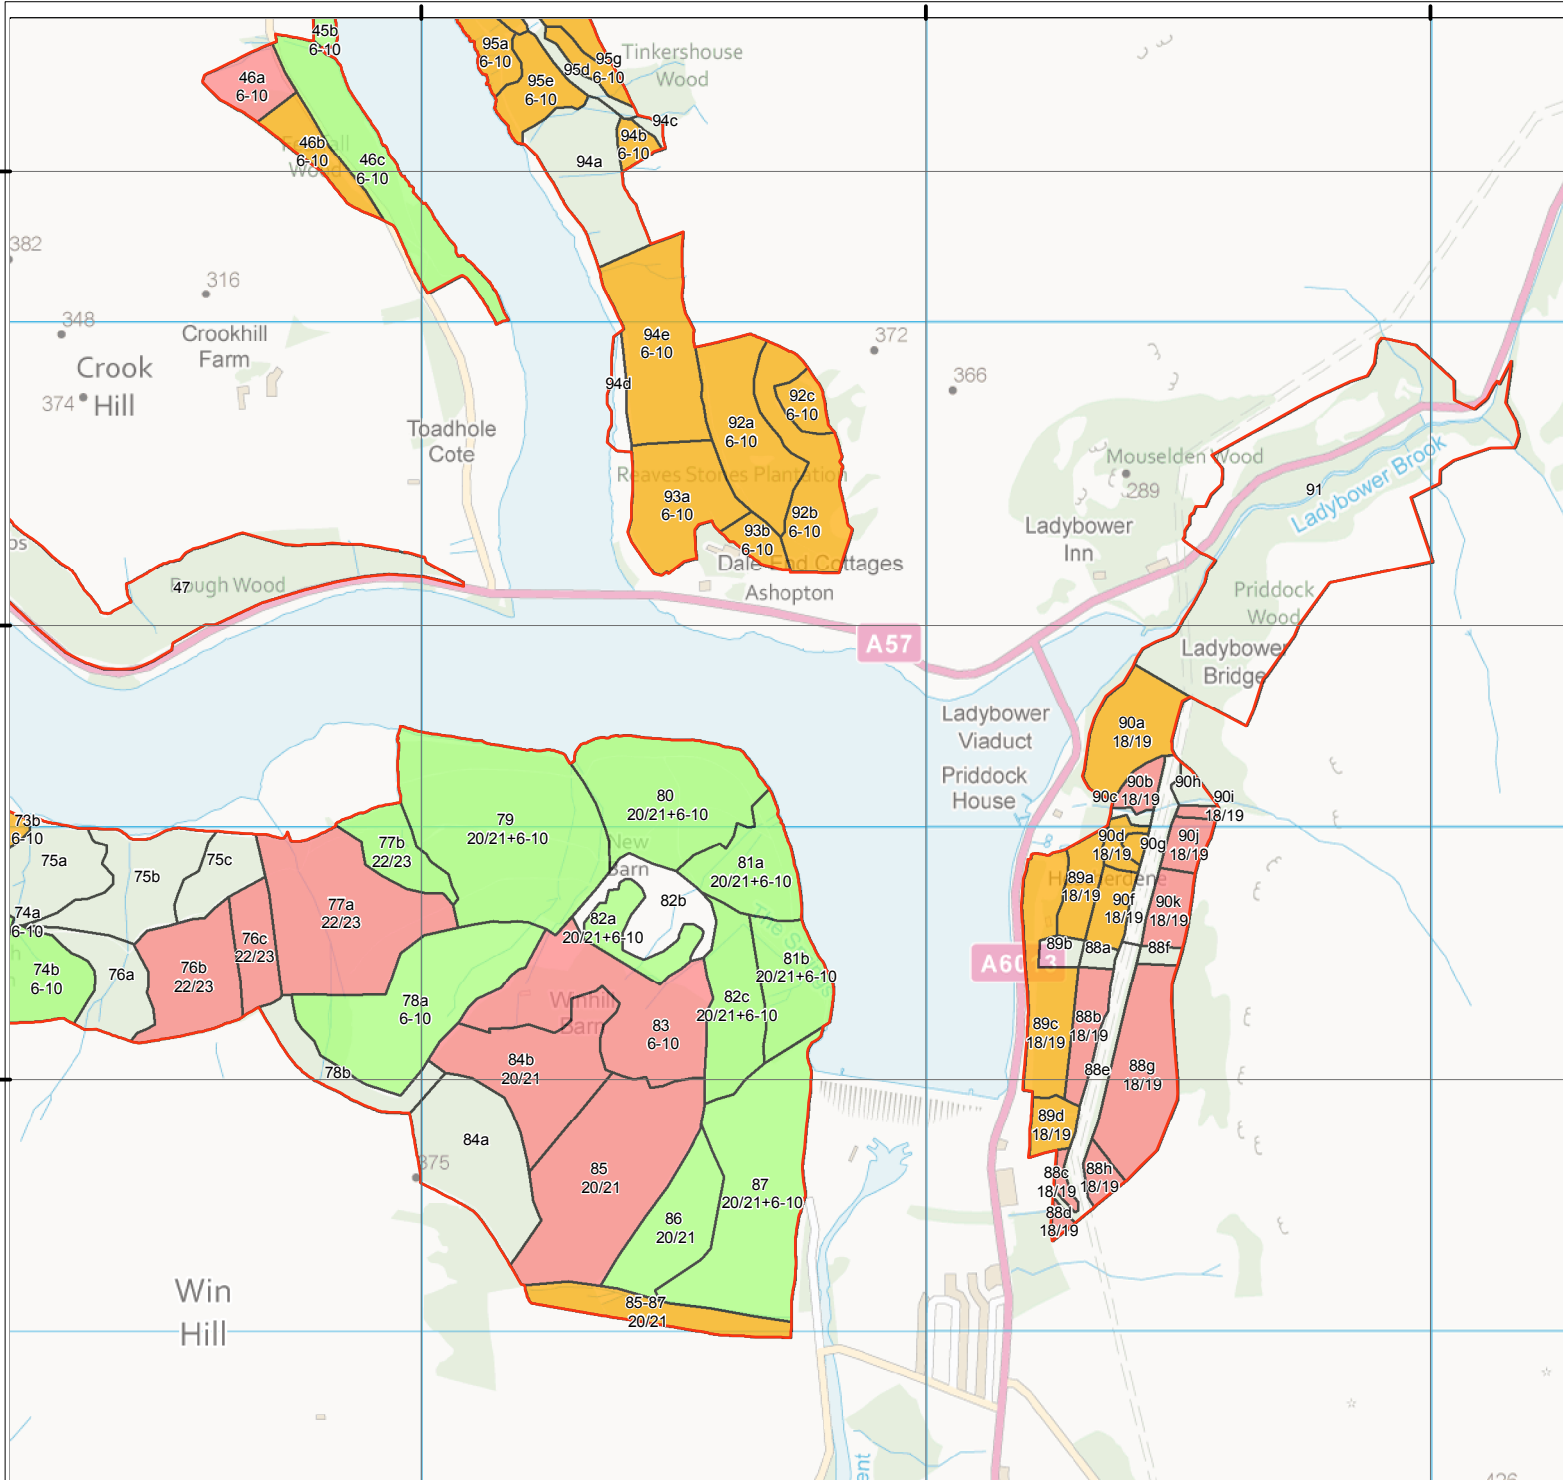 45b
6-10
46a
6-10
46b
6-10
46c
6-10
95a
6-10
95e
6-10
95d
95g
6-10
Tinkershouse
Wood
94c
94b
6-10
94a
382
316
348
Crookhill
Farm
Crook
Hill
374
Toadhole
Cote
94e
6-10
94d
372
366
92c
6-10
92a
6-10
Reaves Stones Plantation
93a
6-10
92b
6-10
93b
6-10
Dale End Cottages
Ashopton
Mouselden Wood
289
91
Ladybower Brook
Ladybower
Inn
Priddock
Wood
Ladybower
Bridge
Rough Wood
47
A57
Ladybower
Viaduct
Priddock
House
90a
18/19
90b
18/19
90c
90h
90i
18/19
90d
18/19
90g
90j
18/19
89a
18/19
90f
18/19
90k
18/19
89b
88a
88f
A6013
89c
18/19
88b
18/19
88e
88g
18/19
89d
18/19
88c
18/19
88h
18/19
88d
18/19
73b
6-10
75a
75b
75c
74a
6-10
74b
6-10
76a
76b
22/23
76c
22/23
77a
22/23
77b
22/23
79
20/21+6-10
80
20/21+6-10
New
Barn
81a
20/21+6-10
82b
82a
20/21+6-10
81b
20/21+6-10
82c
20/21+6-10
78a
6-10
78b
Winhill
Barn
83
6-10
84b
20/21
84a
375
85
20/21
86
20/21
87
20/21+6-10
85-87
20/21
Win
Hill